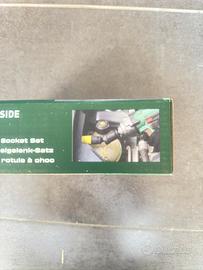 SIDE
Socket Set
elgelenk-Satz
rotule à choc